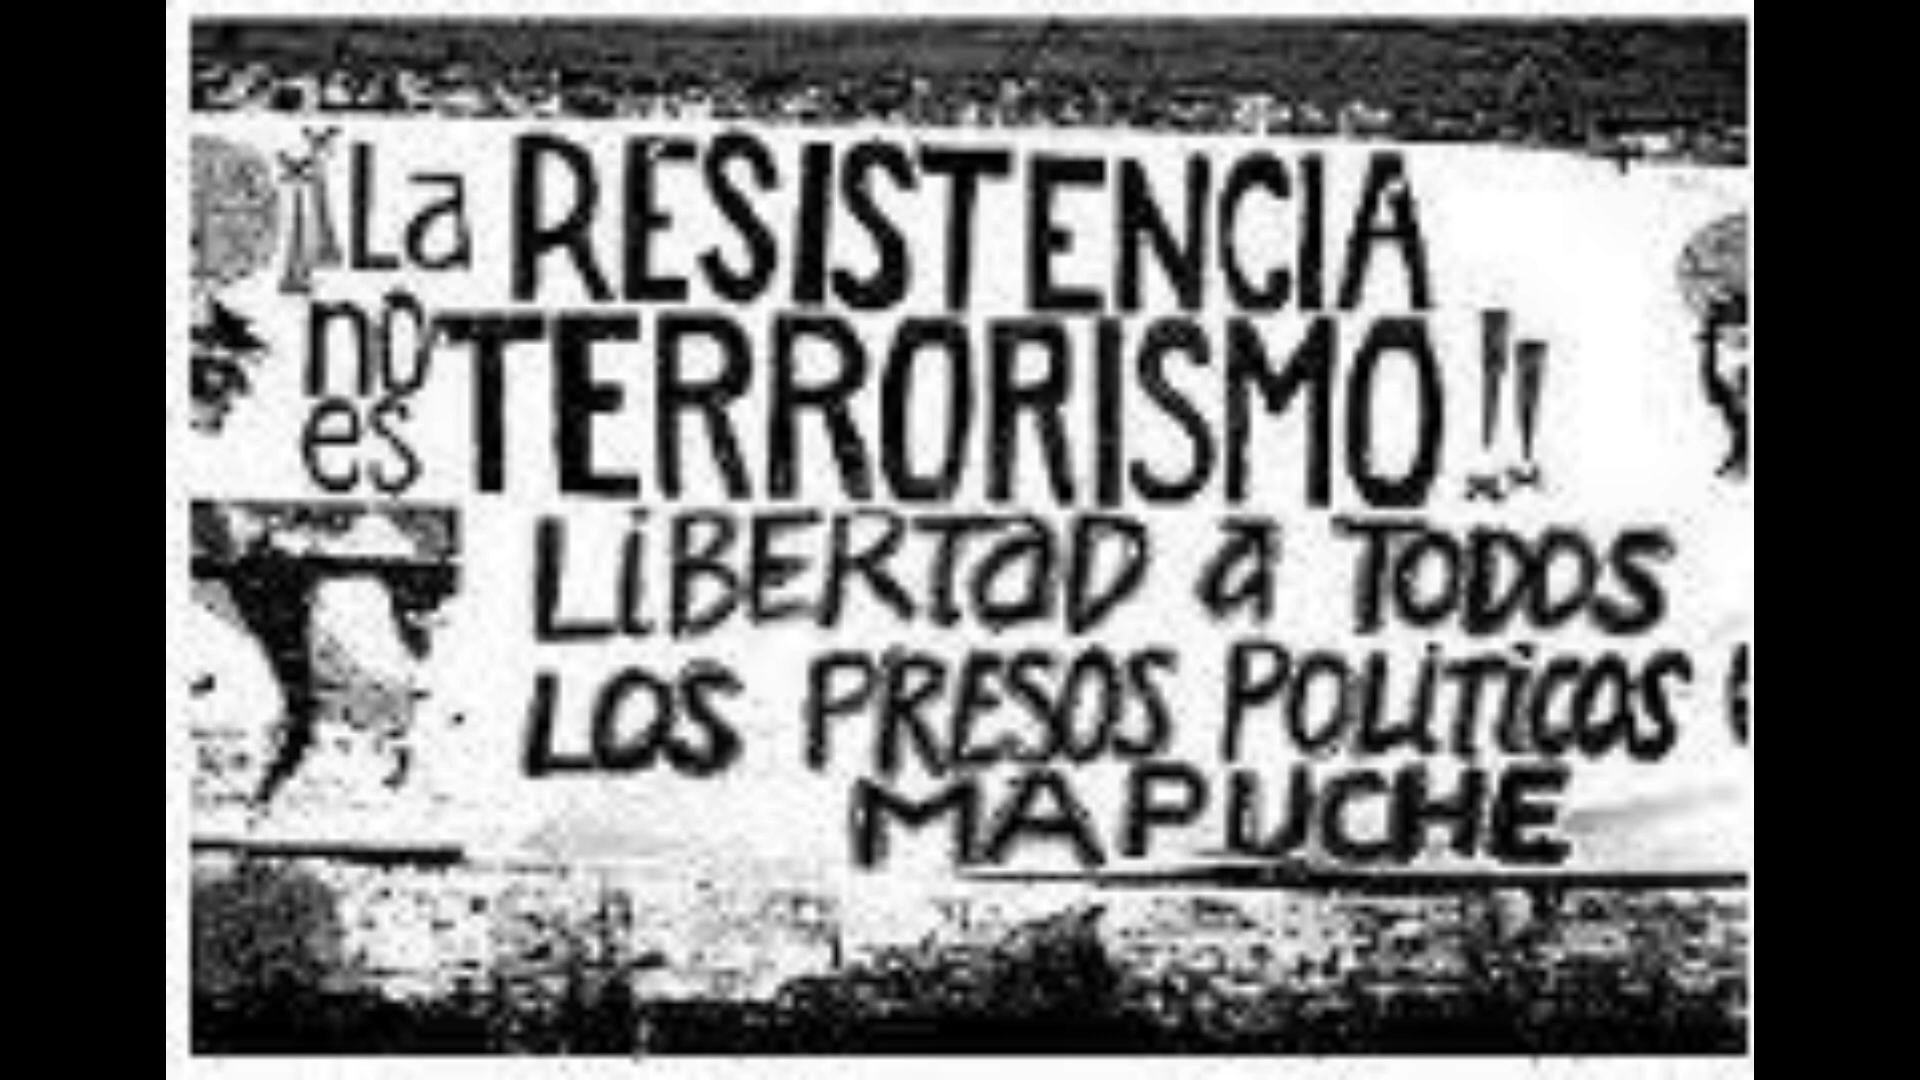 ¡¡La RESISTENCIA
no es TERRORISMO!!
LiBERTaD a TODOS
LOS PRESOS POLiTicos
MAPUCHE